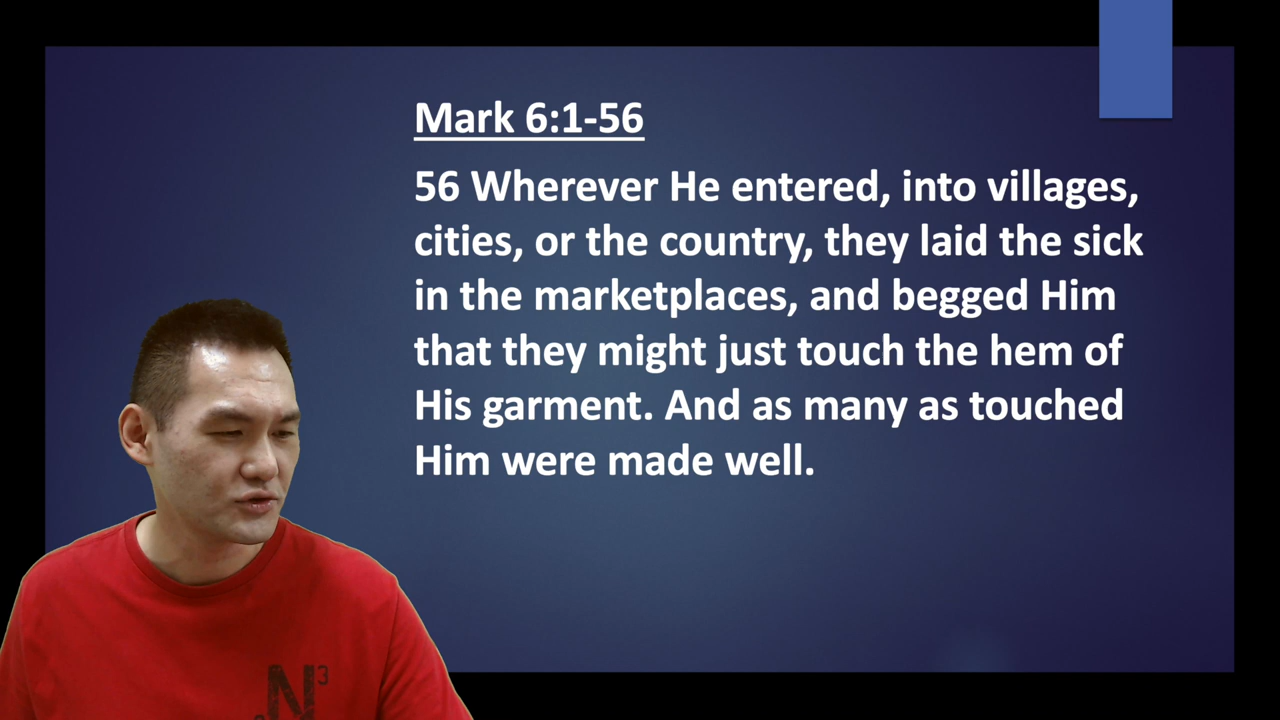 Mark 6:1-56
56 Wherever He entered, into villages,
cities, or the country, they laid the sick
in the marketplaces, and begged Him
that they might just touch the hem of
His garment. And as many as touched
Him were made well.
N3